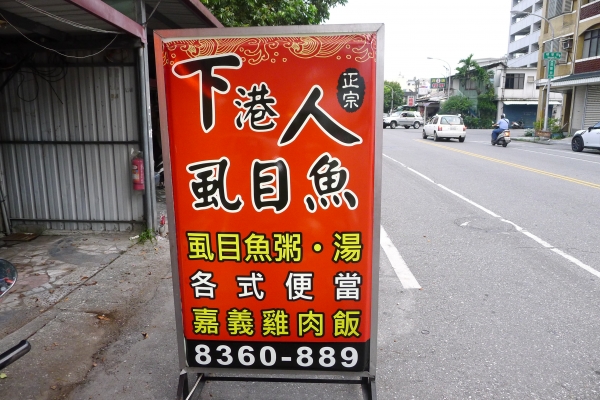 下港人
正宗
虱目魚
虱目魚粥·湯
各式便當
嘉義雞肉飯
8360-889